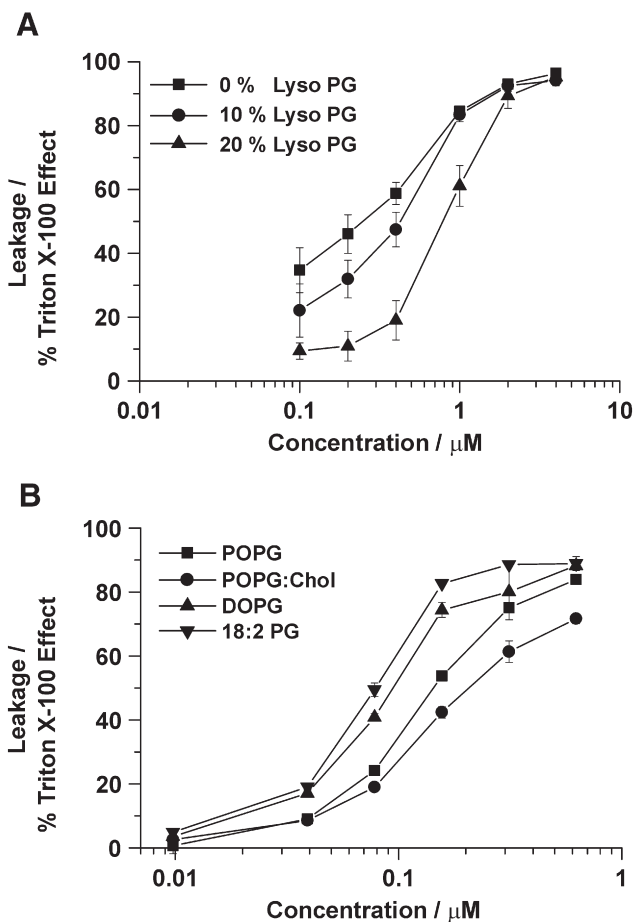 A
100
80
60
40
20
0
Leakage /
% Triton X-100 Effect
0 % Lyso PG
10 % Lyso PG
20 % Lyso PG
0.01 0.1 1 10
Concentration / μM
B
100
80
60
40
20
0
Leakage /
% Triton X-100 Effect
POPG
POPG:Chol
DOPG
18:2 PG
0.01 0.1 1
Concentration / μM